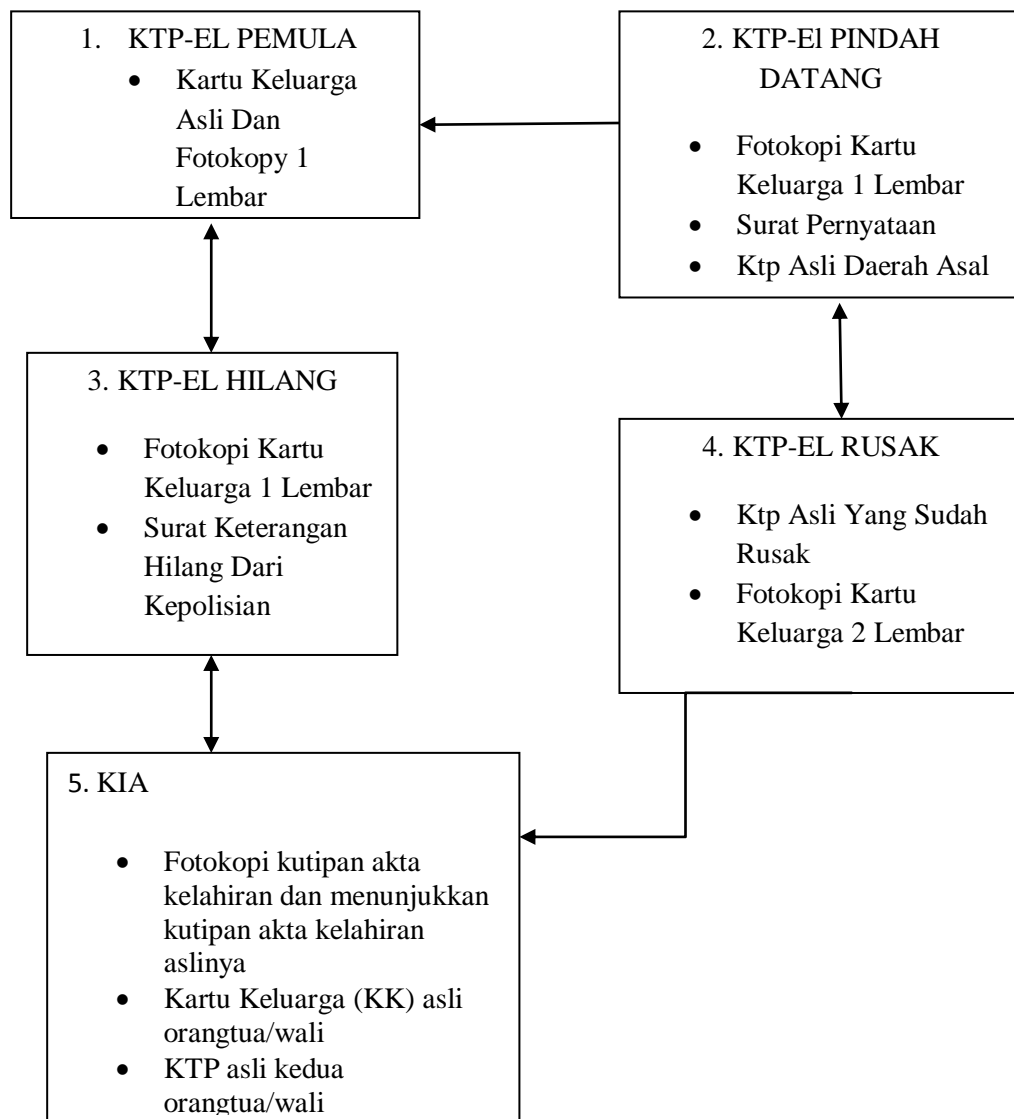 1. KTP-EL PEMULA
• Kartu Keluarga
Asli Dan
Fotokopy 1
Lembar
2. KTP-El PINDAH
DATANG
• Fotokopi Kartu
Keluarga 1 Lembar
• Surat Pernyataan
• Ktp Asli Daerah Asal
3. KTP-EL HILANG
• Fotokopi Kartu
Keluarga 1 Lembar
• Surat Keterangan
Hilang Dari
Kepolisian
4. KTP-EL RUSAK
• Ktp Asli Yang Sudah
Rusak
• Fotokopi Kartu
Keluarga 2 Lembar
5. KIA
• Fotokopi kutipan akta
kelahiran dan menunjukkan
kutipan akta kelahiran
aslinya
• Kartu Keluarga (KK) asli
orangtua/wali
• KTP asli kedua
orangtua/wali